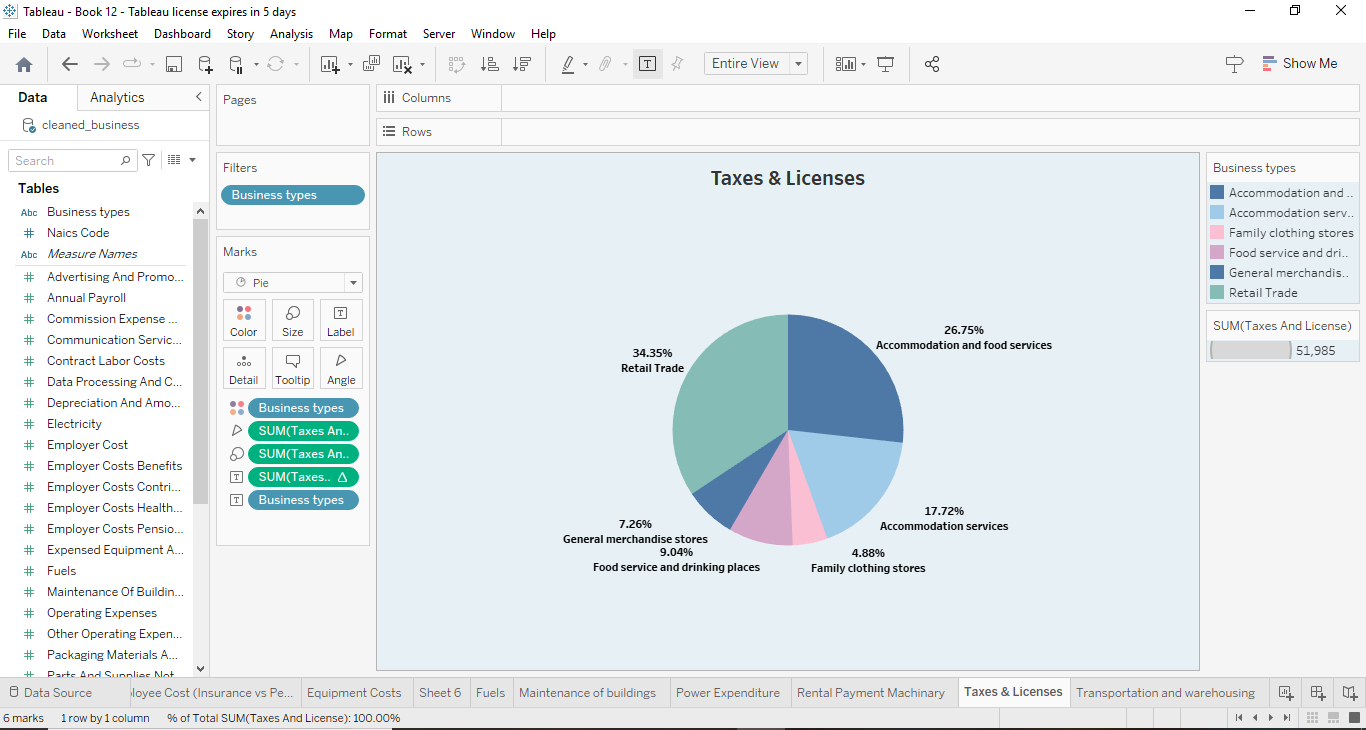 Tableau - Book 12 - Tableau license expires in 5 days
File Data Worksheet Dashboard Story Analysis Map Format Server Window Help
Entire View
Show Me
Data Analytics
cleaned_business
Search
Tables
Abc Business types
# Naics Code
Abc Measure Names
# Advertising And Promo...
# Annual Payroll
# Commission Expense ...
# Communication Servic...
# Contract Labor Costs
# Data Processing And C...
# Depreciation And Amo...
# Electricity
# Employer Cost
# Employer Costs Benefits
# Employer Costs Contri...
# Employer Costs Health...
# Employer Costs Pensio...
# Expensed Equipment A...
# Fuels
# Maintenance Of Buildin...
# Operating Expenses
# Other Operating Expen...
# Packaging Materials A...
# Parts And Supplies Not
Pages
Filters
Business types
Marks
Pie
Color Size Label
Detail Tooltip Angle
Business types
SUM(Taxes An..
SUM(Taxes An..
SUM(Taxes.. Δ
Business types
Columns
Rows
Taxes & Licenses
26.75%
Accommodation and food services
34.35%
Retail Trade
17.72%
Accommodation services
7.26%
General merchandise stores
9.04%
Food service and drinking places
4.88%
Family clothing stores
Business types
Accommodation and ..
Accommodation serv..
Family clothing stores
Food service and dri..
General merchandis..
Retail Trade
SUM(Taxes And License)
51,985
Data Source loyee Cost (Insurance vs Pe... Equipment Costs Sheet 6 Fuels Maintenance of buildings Power Expenditure Rental Payment Machinary Taxes & Licenses Transportation and warehousing
6 marks 1 row by 1 column % of Total SUM(Taxes And License): 100.00%